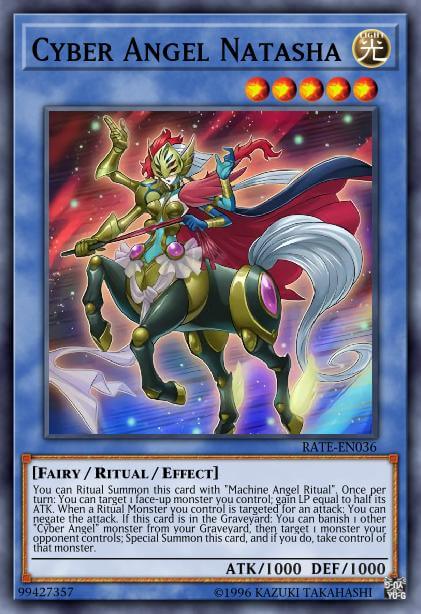 CYBER ANGEL NATASHA
LIGHT
光
RATE-EN036
[FAIRY / RITUAL / EFFECT]
You can Ritual Summon this card with "Machine Angel Ritual". Once per
turn: You can target 1 face-up monster you control; gain LP equal to half its
ATK. When a Ritual Monster you control is targeted for an attack: You can
negate the attack. If this card is in the Graveyard: You can banish 1 other
"Cyber Angel" monster from your Graveyard, then target 1 monster your
opponent controls; Special Summon this card, and if you do, take control of
that monster.
ATK/1000 DEF/1000
99427357
©1996 KAZUKI TAKAHASHI